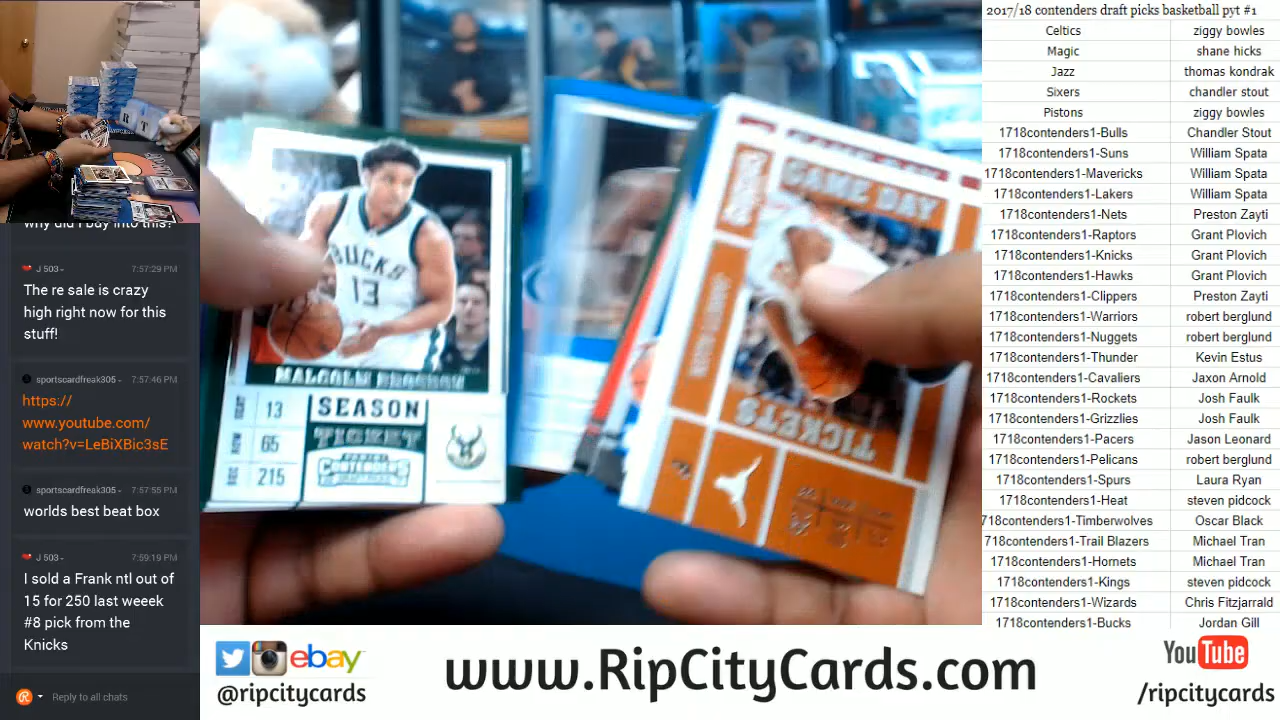 why did I buy into this?
J 503 - 7:57:29 PM
The re sale is crazy
high right now for this
stuff!
sportscardfreak305 - 7:57:46 PM
https://
www.youtube.com/
watch?v=LeBiXBic3sE
sportscardfreak305 - 7:57:55 PM
worlds best beat box
J 503 - 7:59:19 PM
I sold a Frank ntl out of
15 for 250 last weeek
#8 pick from the
Knicks
Reply to all chats
BUCKS
13
MALCOLM BROGDON
13
65
215
SEASON
TICKET
PANINI
CONTENDERS
GAME DAY
TICKETS
2017/18 contenders draft picks basketball pyt #1
Celtics ziggy bowles
Magic shane hicks
Jazz thomas kondrak
Sixers chandler stout
Pistons ziggy bowles
1718contenders1-Bulls Chandler Stout
1718contenders1-Suns William Spata
1718contenders1-Mavericks William Spata
1718contenders1-Lakers William Spata
1718contenders1-Nets Preston Zayti
1718contenders1-Raptors Grant Plovich
1718contenders1-Knicks Grant Plovich
1718contenders1-Hawks Grant Plovich
1718contenders1-Clippers Preston Zayti
1718contenders1-Warriors robert berglund
1718contenders1-Nuggets robert berglund
1718contenders1-Thunder Kevin Estus
1718contenders1-Cavaliers Jaxon Arnold
1718contenders1-Rockets Josh Faulk
1718contenders1-Grizzlies Josh Faulk
1718contenders1-Pacers Jason Leonard
1718contenders1-Pelicans robert berglund
1718contenders1-Spurs Laura Ryan
1718contenders1-Heat steven pidcock
718contenders1-Timberwolves Oscar Black
718contenders1-Trail Blazers Michael Tran
1718contenders1-Hornets Michael Tran
1718contenders1-Kings steven pidcock
1718contenders1-Wizards Chris Fitzjarrald
1718contenders1-Bucks Jordan Gill
ebay
@ripcitycards
www.RipCityCards.com
YouTube
/ripcitycards